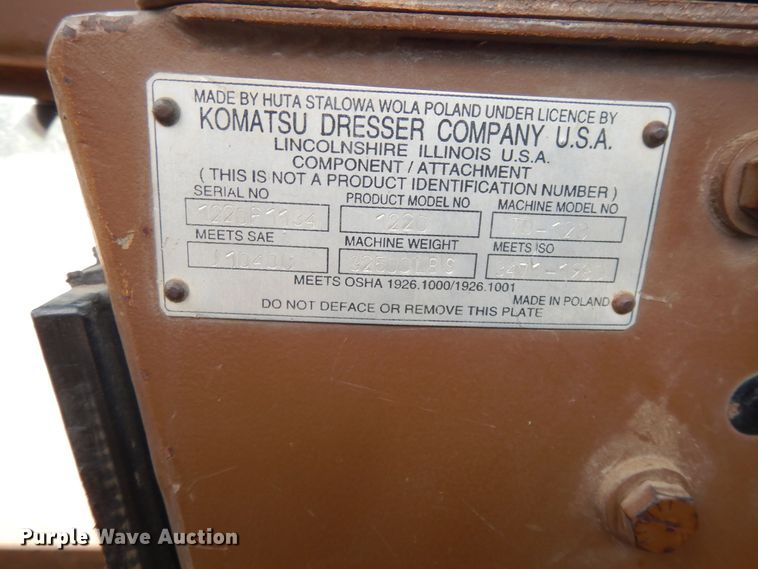 MADE BY HUTA STALOWA WOLA POLAND UNDER LICENCE BY
KOMATSU DRESSER COMPANY U.S.A.
LINCOLNSHIRE ILLINOIS U.S.A.
COMPONENT / ATTACHMENT
( THIS IS NOT A PRODUCT IDENTIFICATION NUMBER )
SERIAL NO PRODUCT MODEL NO MACHINE MODEL NO
MEETS SAE MACHINE WEIGHT MEETS ISO
MEETS OSHA 1926.1000/1926.1001
MADE IN POLAND
DO NOT DEFACE OR REMOVE THIS PLATE
Purple Wave Auction